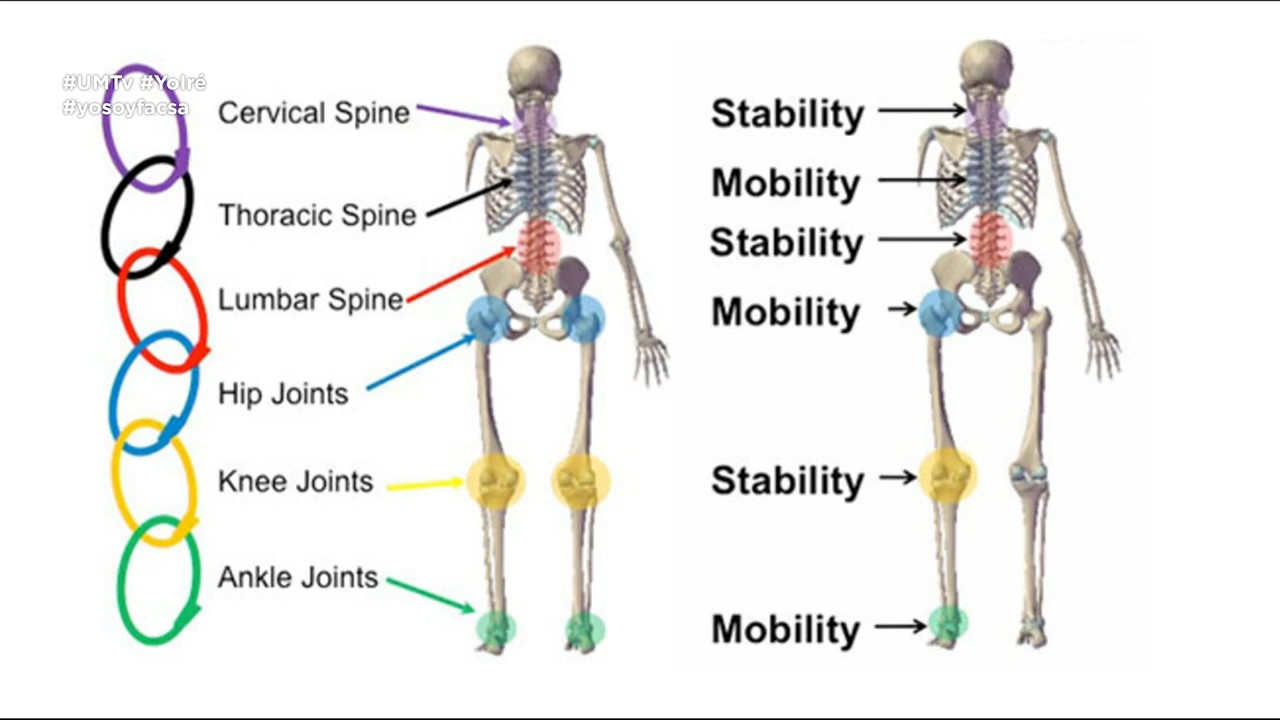 #UMTv #YoIré
#yosoyfacsa
Cervical Spine
Thoracic Spine
Lumbar Spine
Hip Joints
Knee Joints
Ankle Joints
Stability
Mobility
Stability
Mobility
Stability
Mobility